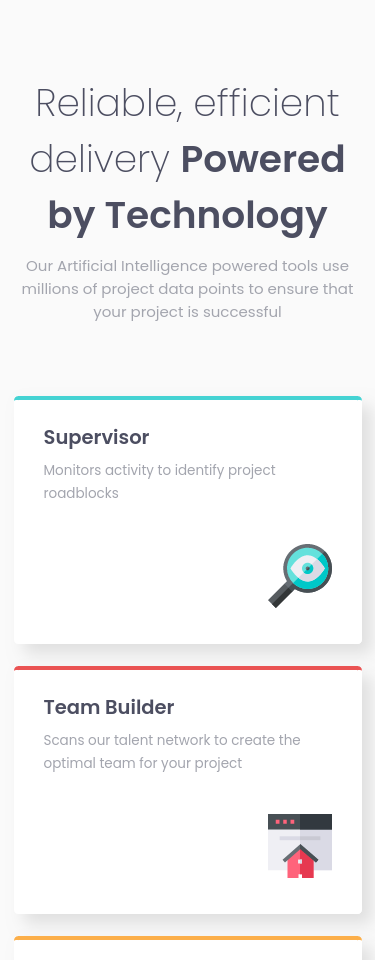 Reliable, efficient
delivery Powered
by Technology
Our Artificial Intelligence powered tools use
millions of project data points to ensure that
your project is successful
Supervisor
Monitors activity to identify project
roadblocks
Team Builder
Scans our talent network to create the
optimal team for your project